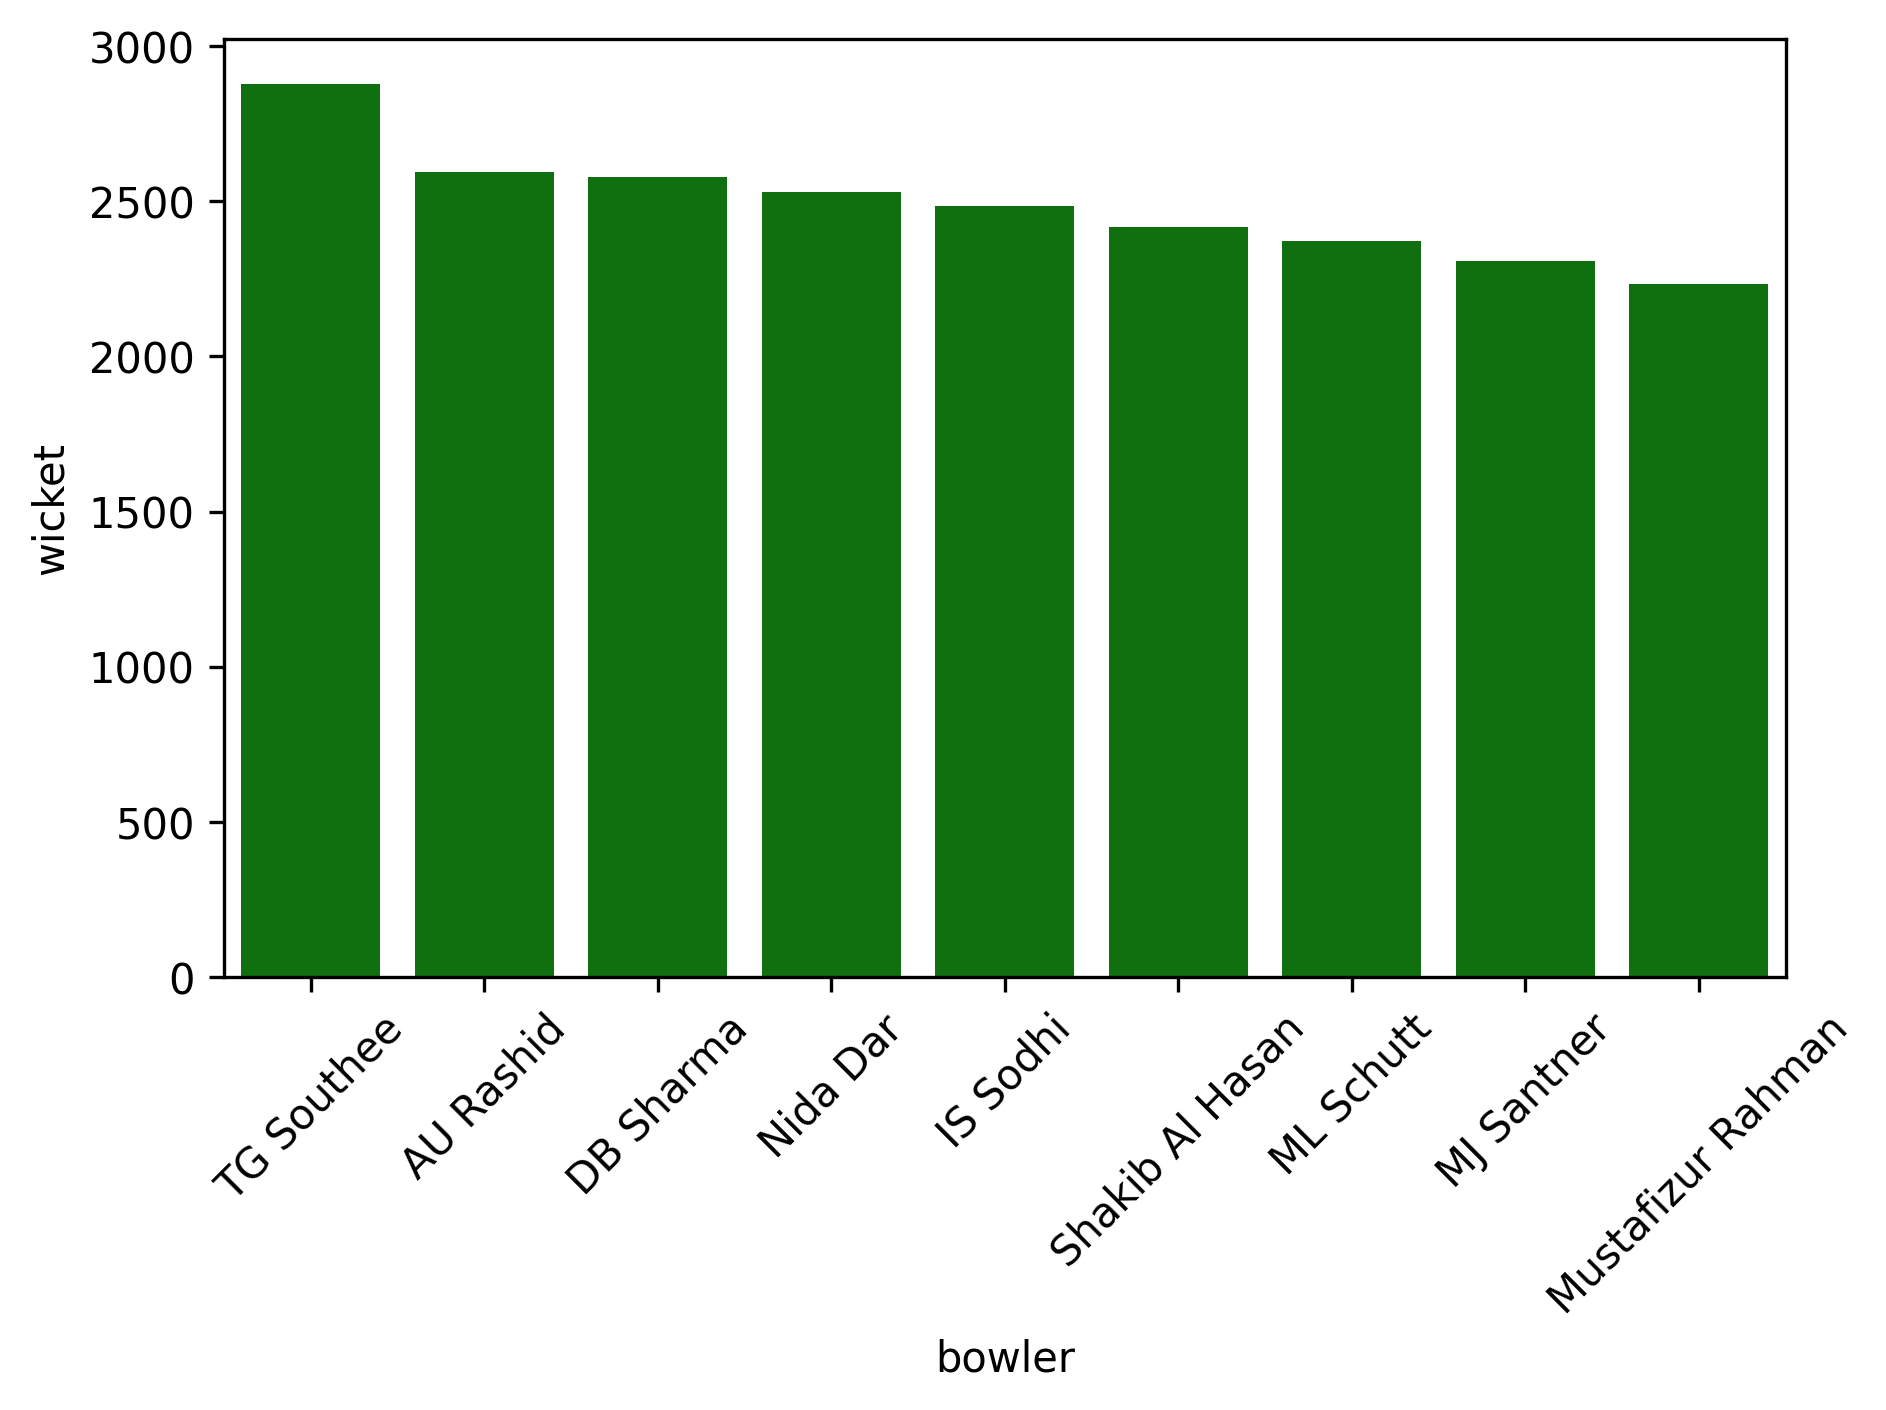 3000
2500
2000
1500
1000
500
0
wicket
TG Southee
AU Rashid
DB Sharma
Nida Dar
IS Sodhi
Shakib Al Hasan
ML Schutt
MJ Santner
Mustafizur Rahman
bowler